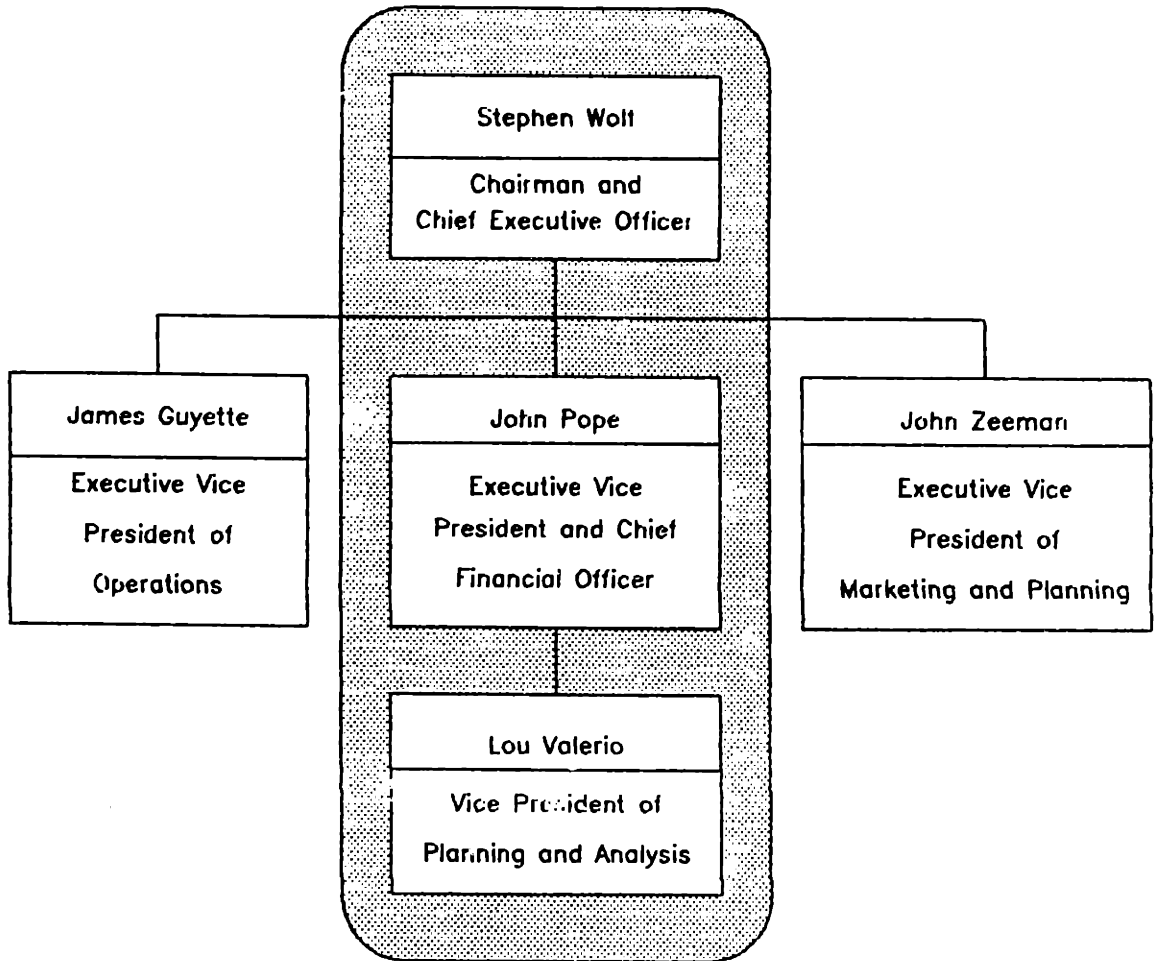 Stephen Wolf
Chairman and
Chief Executive Officer
James Guyette
Executive Vice
President of
Operations
John Pope
Executive Vice
President and Chief
Financial Officer
John Zeeman
Executive Vice
President of
Marketing and Planning
Lou Valerio
Vice President of
Planning and Analysis